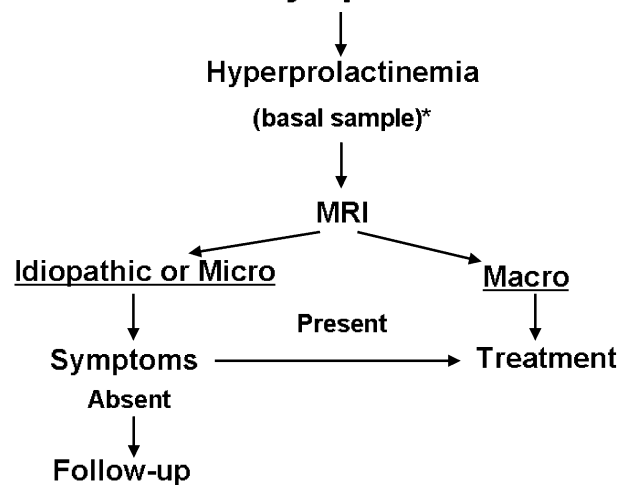 Hyperprolactinemia
(basal sample)*
MRI
Idiopathic or Micro
Macro
Present
Symptoms
Treatment
Absent
Follow-up